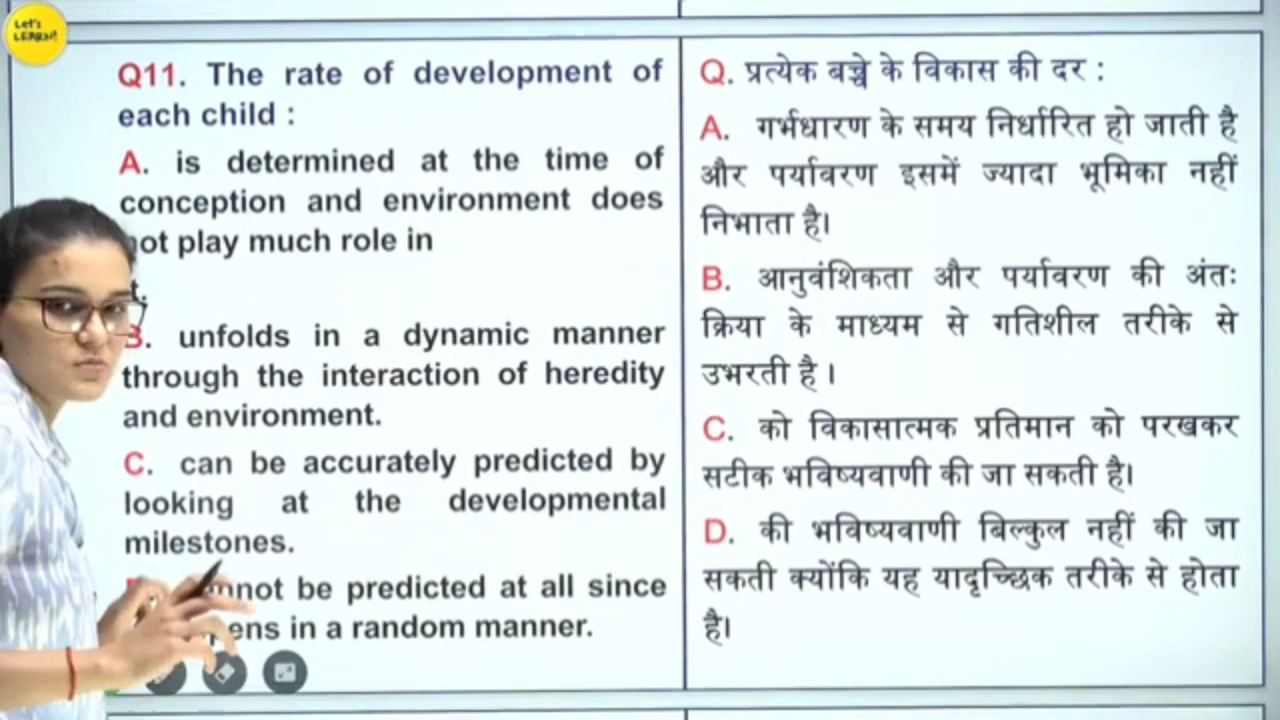 Let's
LEARN!
Q11. The rate of development of
each child :
A. is determined at the time of
conception and environment does
not play much role in
t.
B. unfolds in a dynamic manner
through the interaction of heredity
and environment.
C. can be accurately predicted by
looking at the developmental
milestones.
be predicted at all since
in a random manner.
Q. प्रत्येक बच्चे के विकास की दर :
A. गर्भधारण के समय निर्धारित हो जाती है
और पर्यावरण इसमें ज्यादा भूमिका नहीं
निभाता है।
B. आनुवंशिकता और पर्यावरण की अंतः
क्रिया के माध्यम से गतिशील तरीके से
उभरती है ।
C. को विकासात्मक प्रतिमान को परखकर
सटीक भविष्यवाणी की जा सकती है।
D. की भविष्यवाणी बिल्कुल नहीं की जा
सकती क्योंकि यह यादृच्छिक तरीके से होता
है।